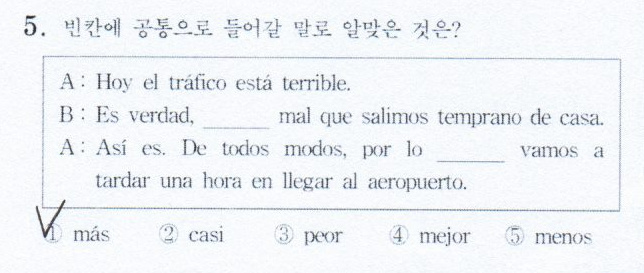 5. 빈칸에 공통으로 들어갈 말로 알맞은 것은?
A : Hoy el tráfico está terrible.
B : Es verdad, ______ mal que salimos temprano de casa.
A : Así es. De todos modos, por lo ______ vamos a
tardar una hora en llegar al aeropuerto.
① más ② casi ③ peor ④ mejor ⑤ menos